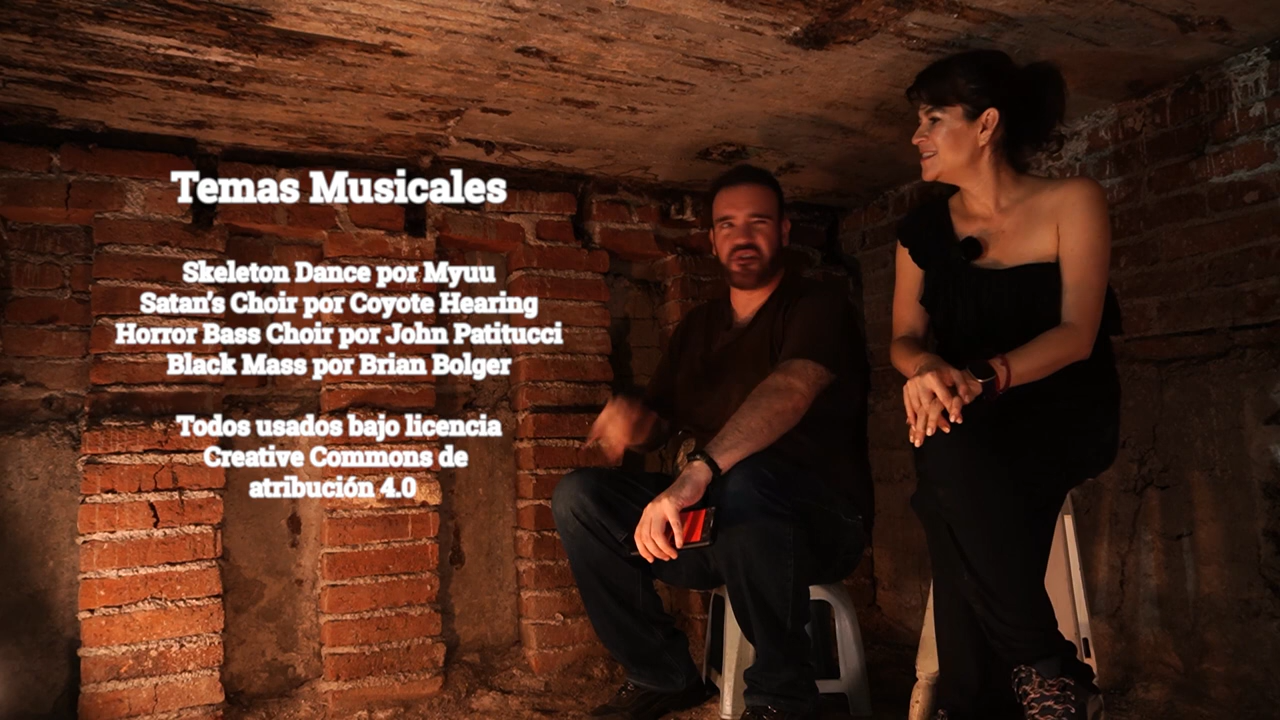 Temas Musicales
Skeleton Dance por Myuu
Satan's Choir por Coyote Hearing
Horror Bass Choir por John Patitucci
Black Mass por Brian Bolger
Todos usados bajo licencia
Creative Commons de
atribución 4.0